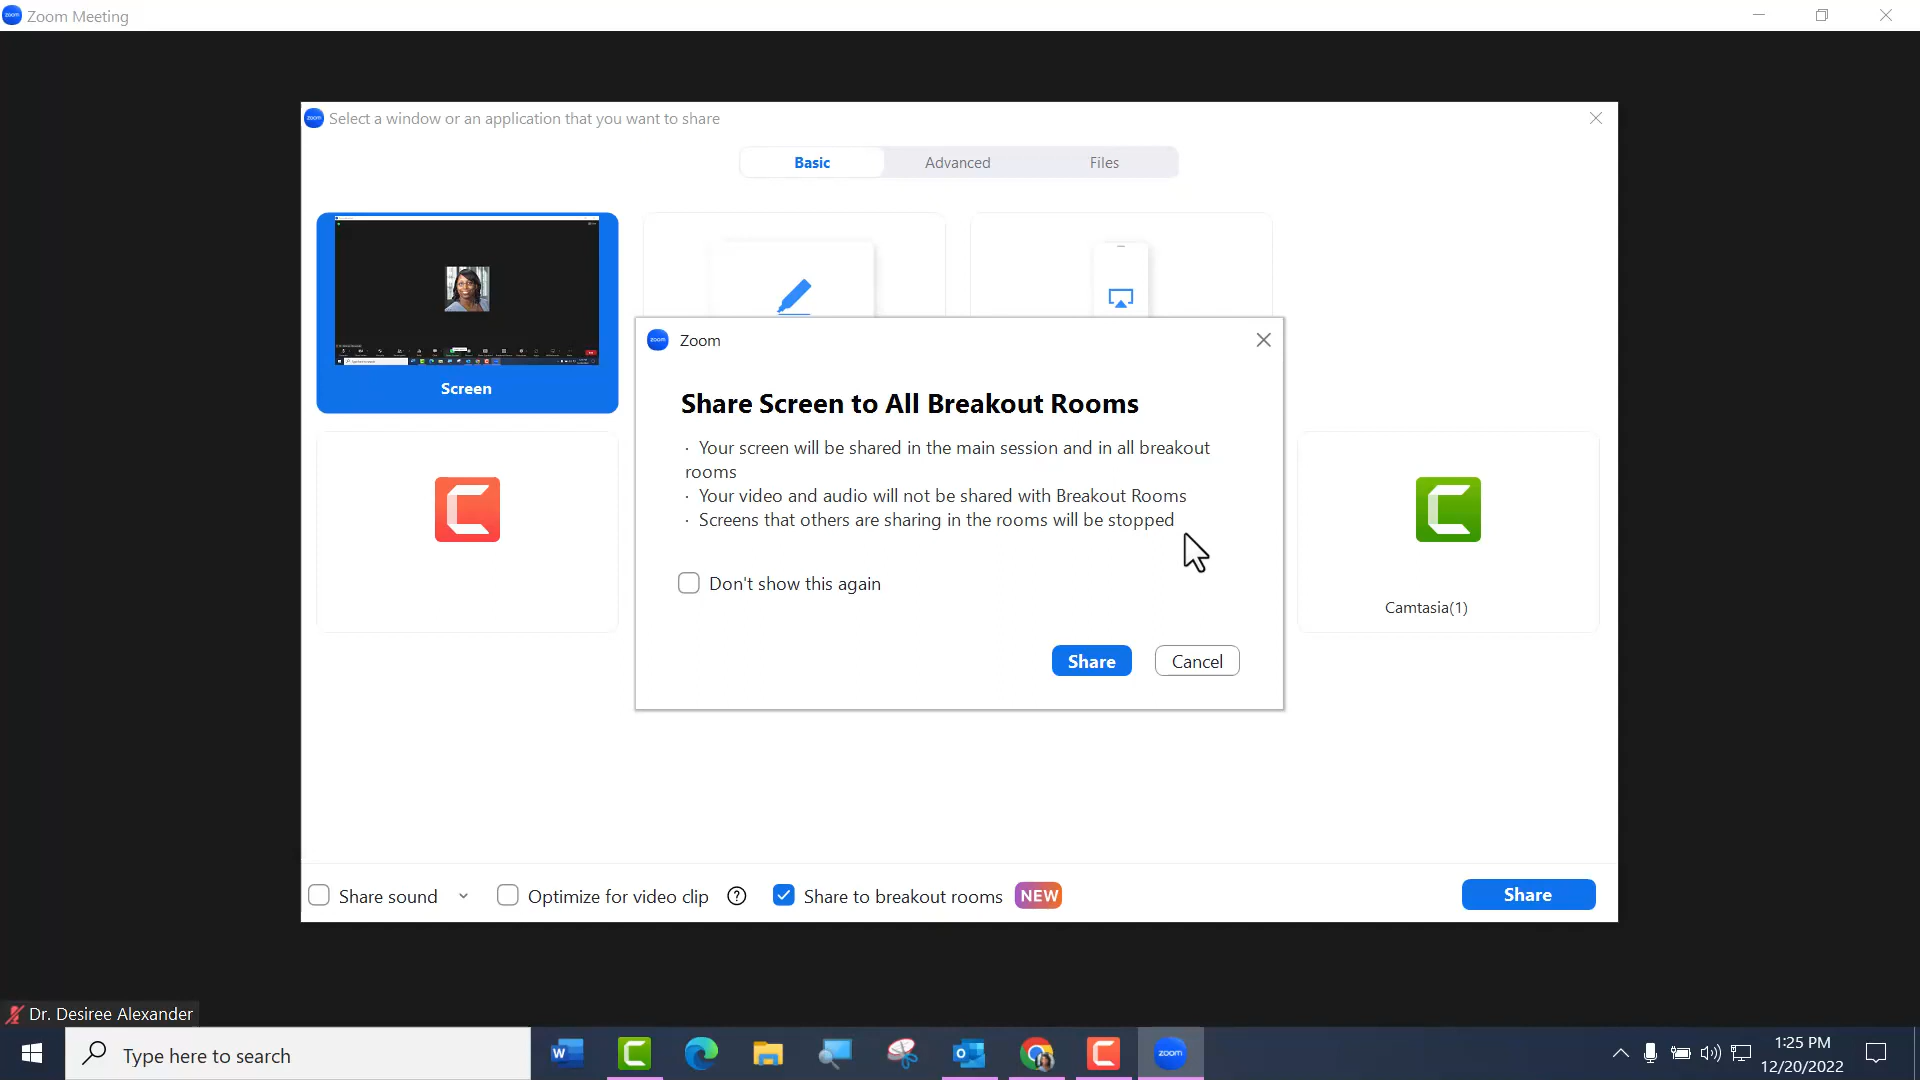 zoom Zoom Meeting
zoom Select a window or an application that you want to share
Basic Advanced Files
Screen
zoom Zoom
Share Screen to All Breakout Rooms
· Your screen will be shared in the main session and in all breakout
rooms
· Your video and audio will not be shared with Breakout Rooms
· Screens that others are sharing in the rooms will be stopped
Don't show this again
Camtasia(1)
Share Cancel
Share sound Optimize for video clip ? Share to breakout rooms NEW Share
Dr. Desiree Alexander
Type here to search
zoom
1:25 PM
12/20/2022